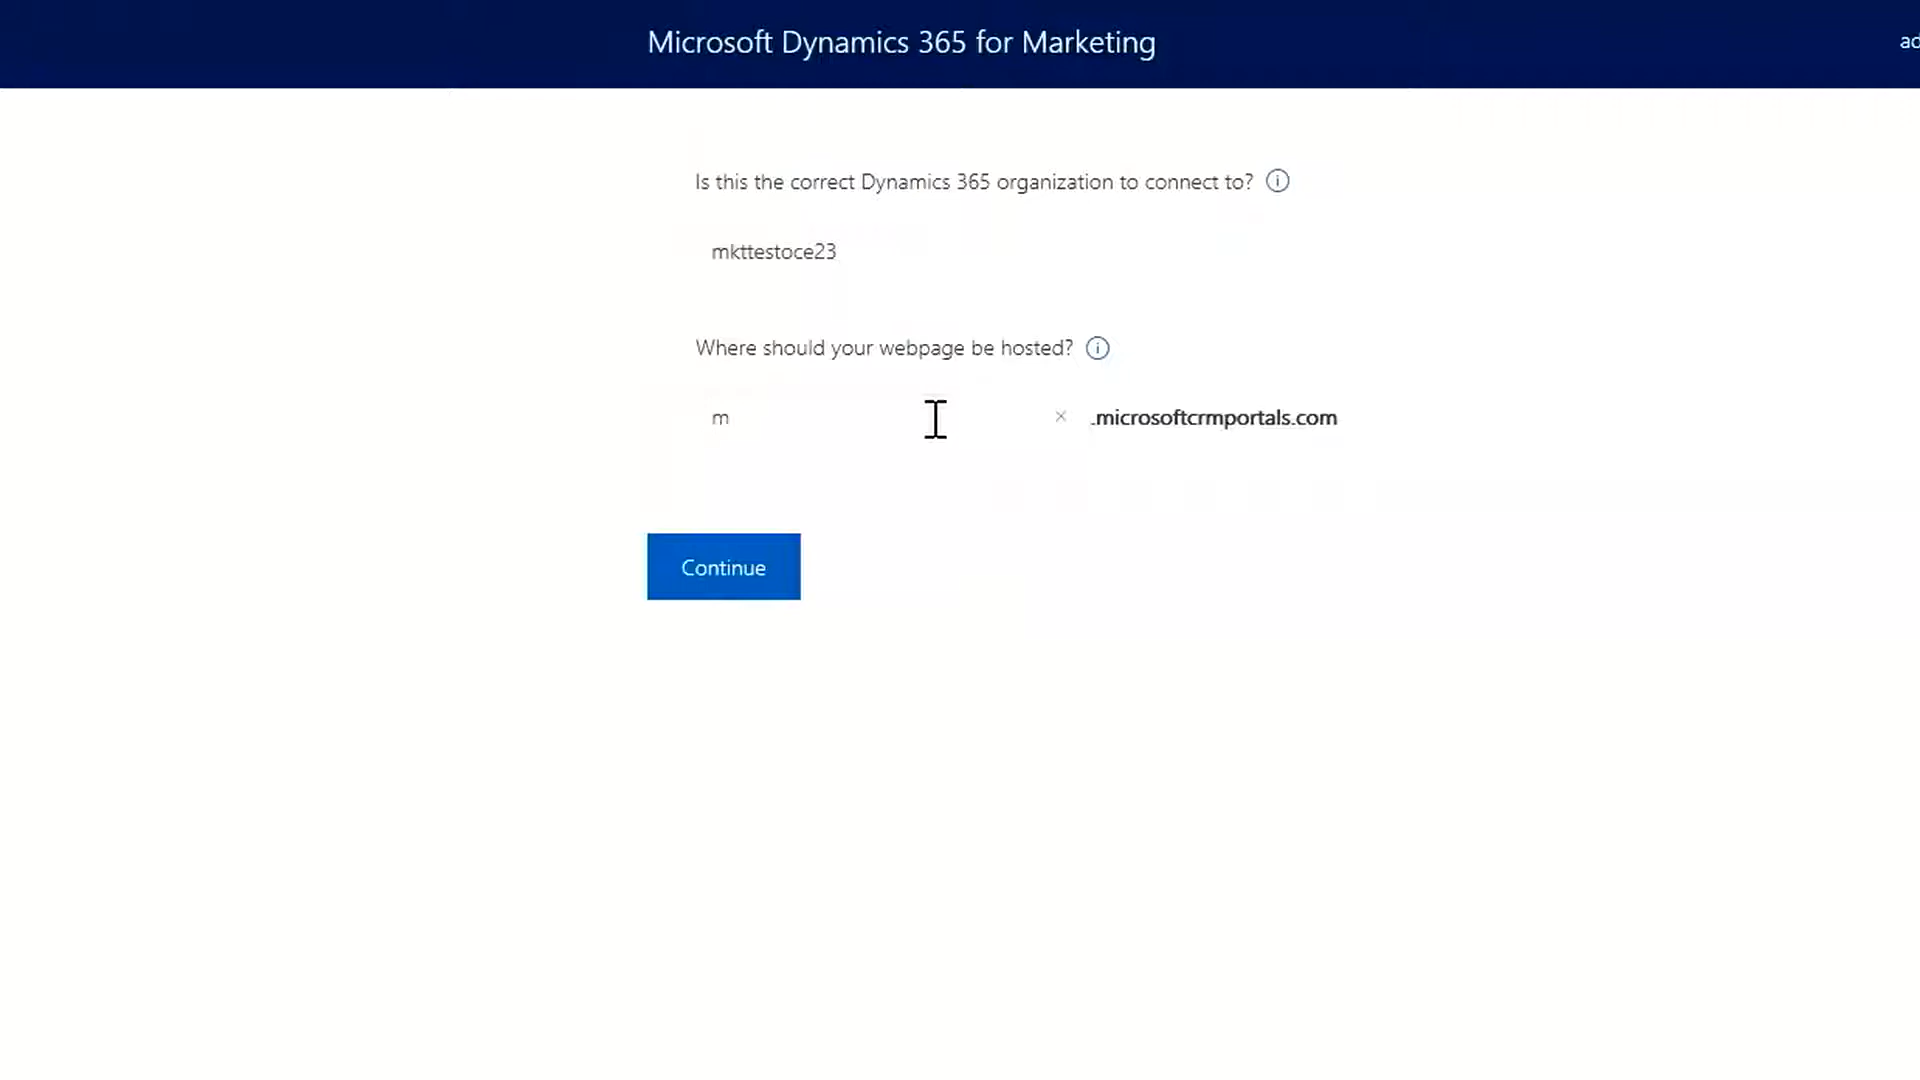 Microsoft Dynamics 365 for Marketing
Is this the correct Dynamics 365 organization to connect to?
mkttestoce23
Where should your webpage be hosted?
m
.microsoftcrmportals.com
Continue